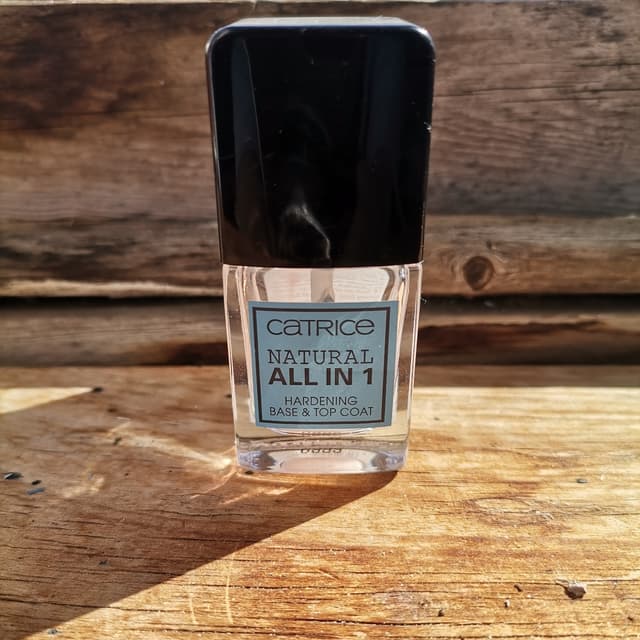 CATRICE
NATURAL
ALL IN 1
HARDENING
BASE & TOP COAT